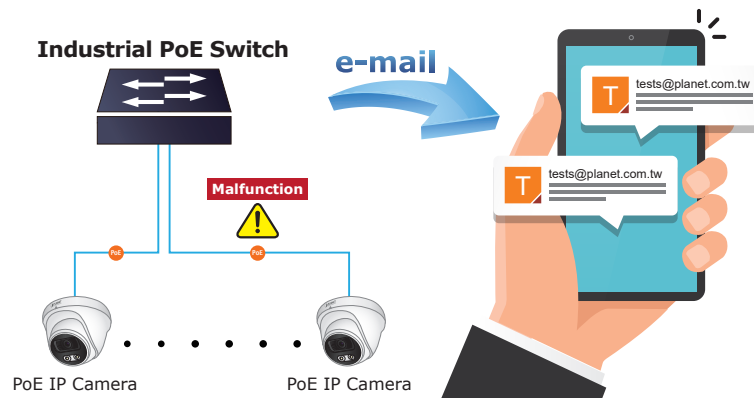 Industrial PoE Switch
e-mail
T
tests@planet.com.tw
T
tests@planet.com.tw
Malfunction
PoE
PoE
PoE IP Camera
PoE IP Camera